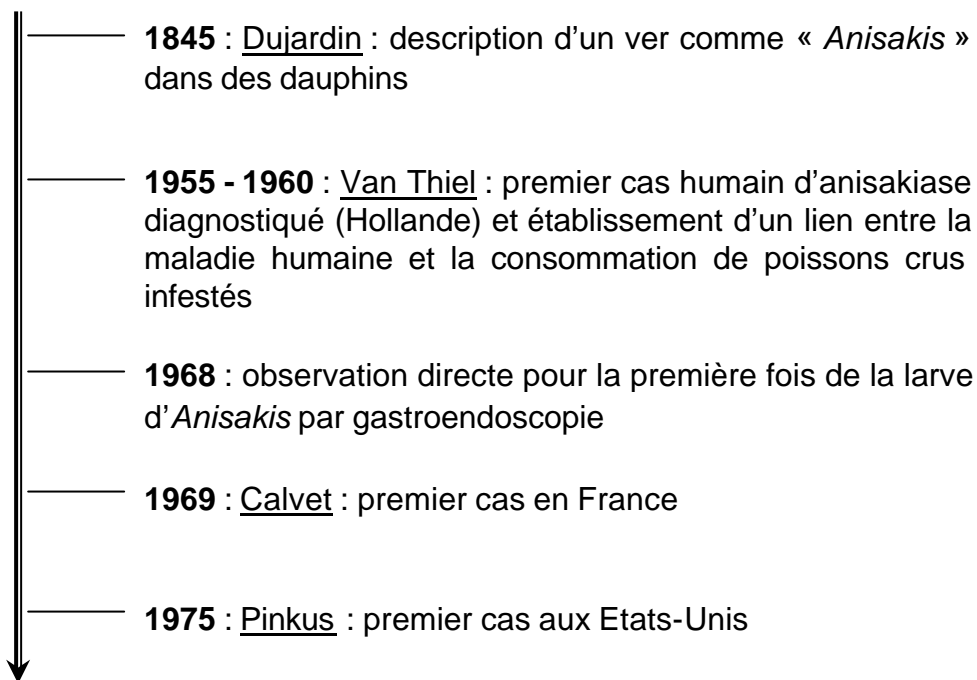 1845 : Dujardin : description d’un ver comme « Anisakis »
dans des dauphins
1955 - 1960 : Van Thiel : premier cas humain d’anisakiase
diagnostiqué (Hollande) et établissement d’un lien entre la
maladie humaine et la consommation de poissons crus
infestés
1968 : observation directe pour la première fois de la larve
d’Anisakis par gastroendoscopie
1969 : Calvet : premier cas en France
1975 : Pinkus : premier cas aux Etats-Unis